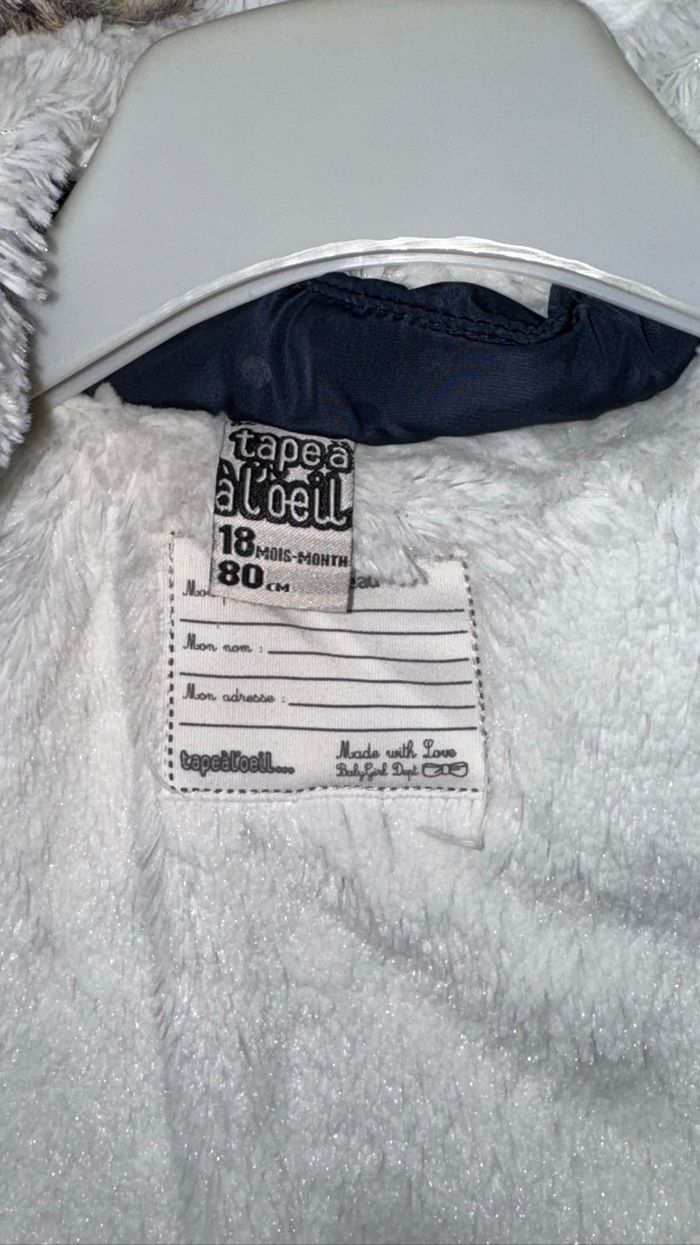 tape à
à l'oeil
18 MOIS-MONTH
80 CM
Mon nom :
Mon adresse :
tapeàl'oeil...
Made with Love
BabyGirl Dept